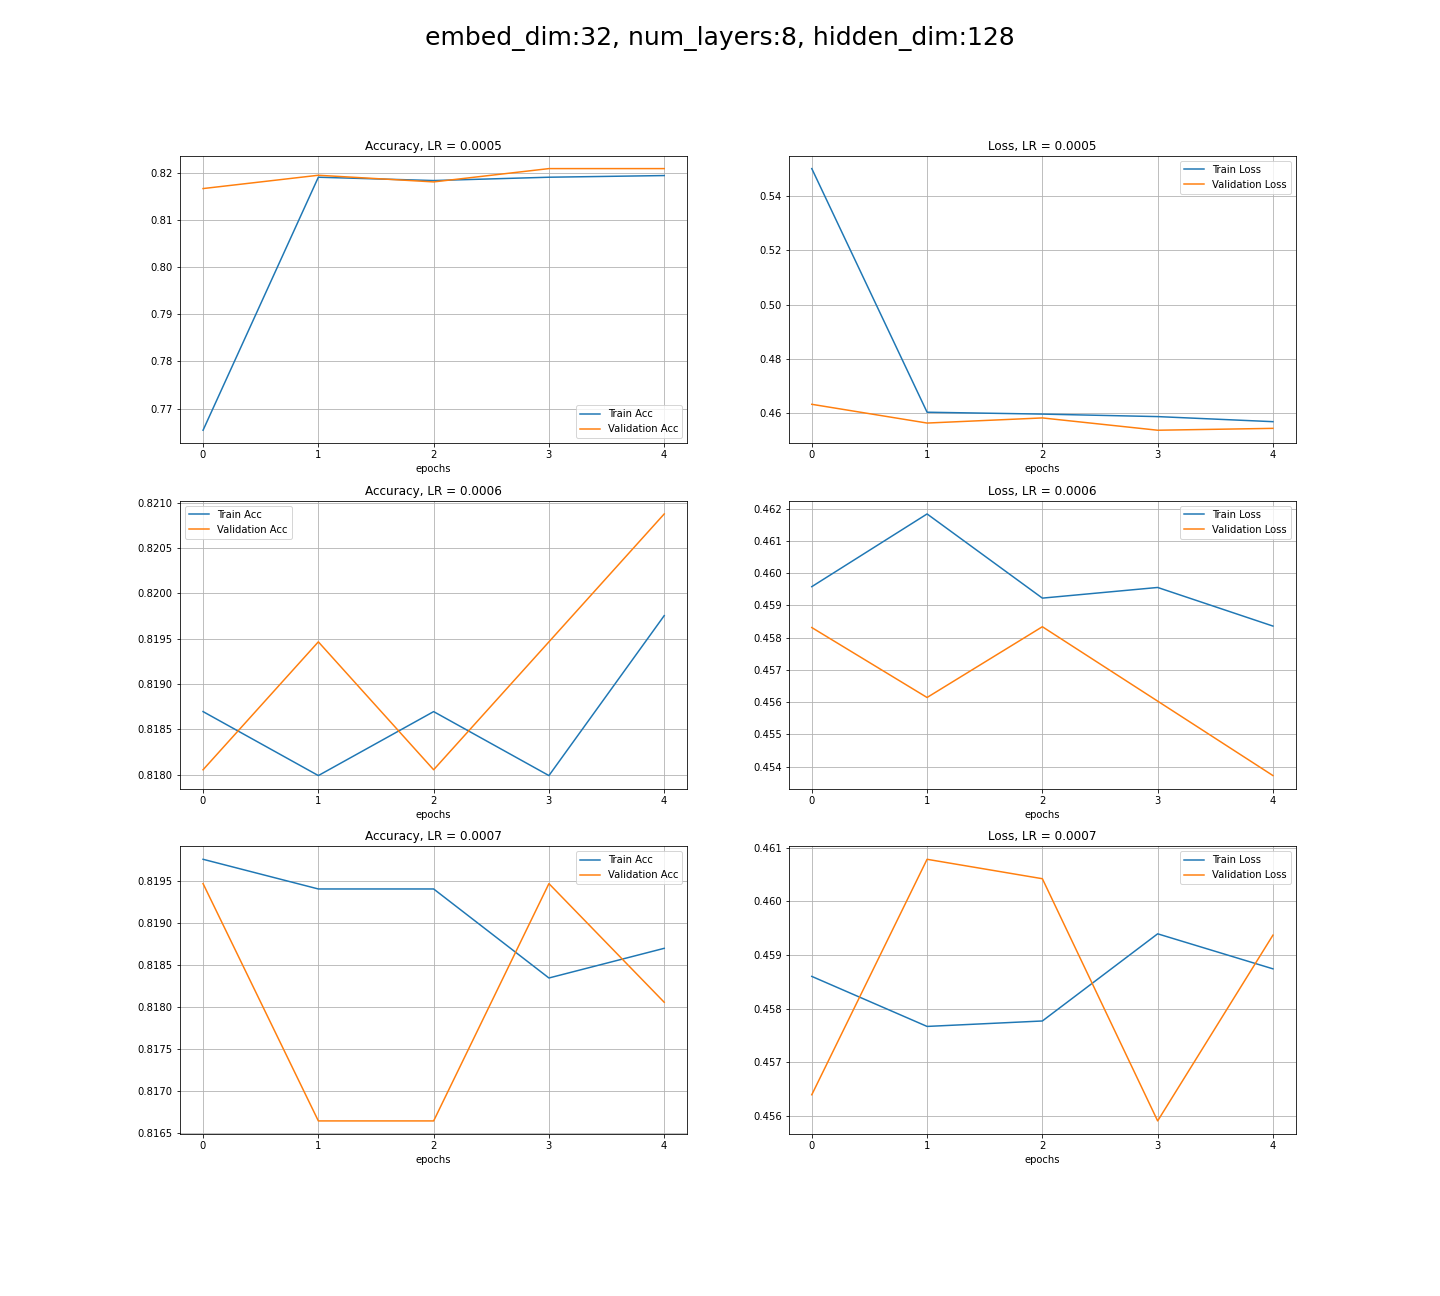 embed_dim:32, num_layers:8, hidden_dim:128
Accuracy, LR = 0.0005
0.82
0.81
0.80
0.79
0.78
0.77
Train Acc
Validation Acc
0 1 2 3 4
epochs
Loss, LR = 0.0005
Train Loss
Validation Loss
0.54
0.52
0.50
0.48
0.46
0 1 2 3 4
epochs
Accuracy, LR = 0.0006
0.8210
Train Acc
Validation Acc
0.8205
0.8200
0.8195
0.8190
0.8185
0.8180
0 1 2 3 4
epochs
Loss, LR = 0.0006
0.462
Train Loss
Validation Loss
0.461
0.460
0.459
0.458
0.457
0.456
0.455
0.454
0 1 2 3 4
epochs
Accuracy, LR = 0.0007
Train Acc
Validation Acc
0.8195
0.8190
0.8185
0.8180
0.8175
0.8170
0.8165
0 1 2 3 4
epochs
Loss, LR = 0.0007
0.461
Train Loss
Validation Loss
0.460
0.459
0.458
0.457
0.456
0 1 2 3 4
epochs